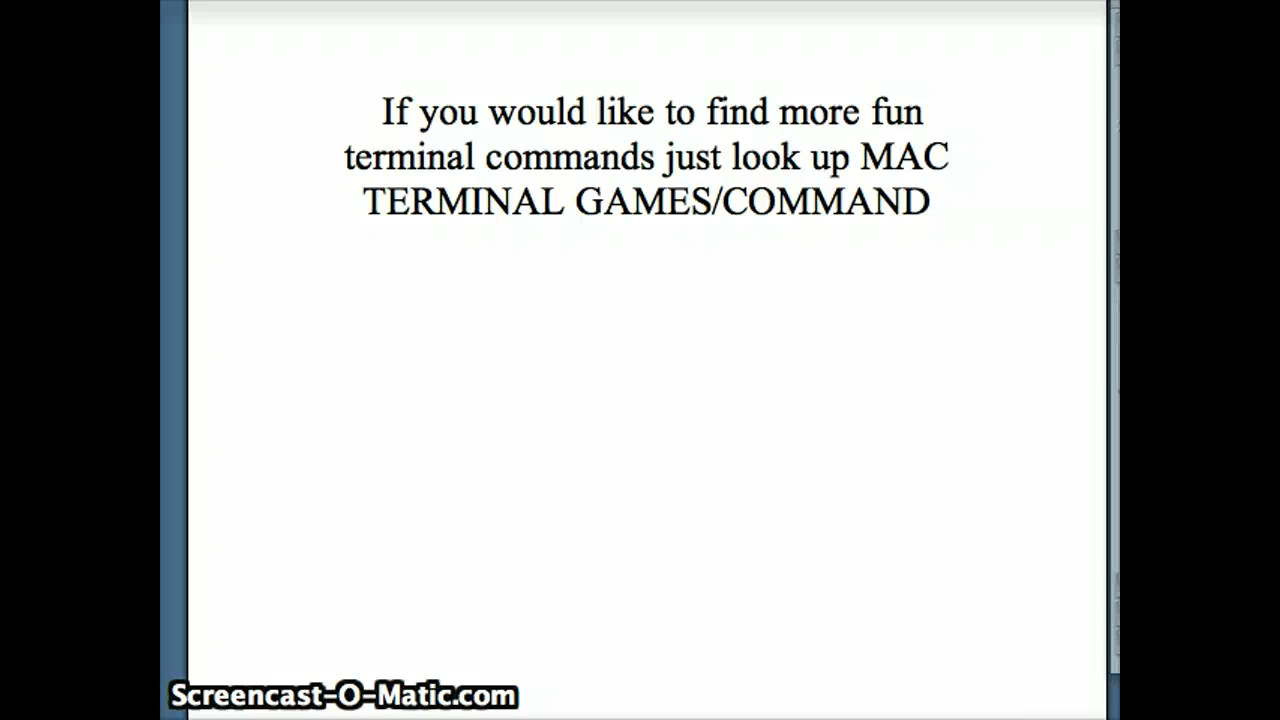 If you would like to find more fun
terminal commands just look up MAC
TERMINAL GAMES/COMMAND
Screencast-O-Matic.com